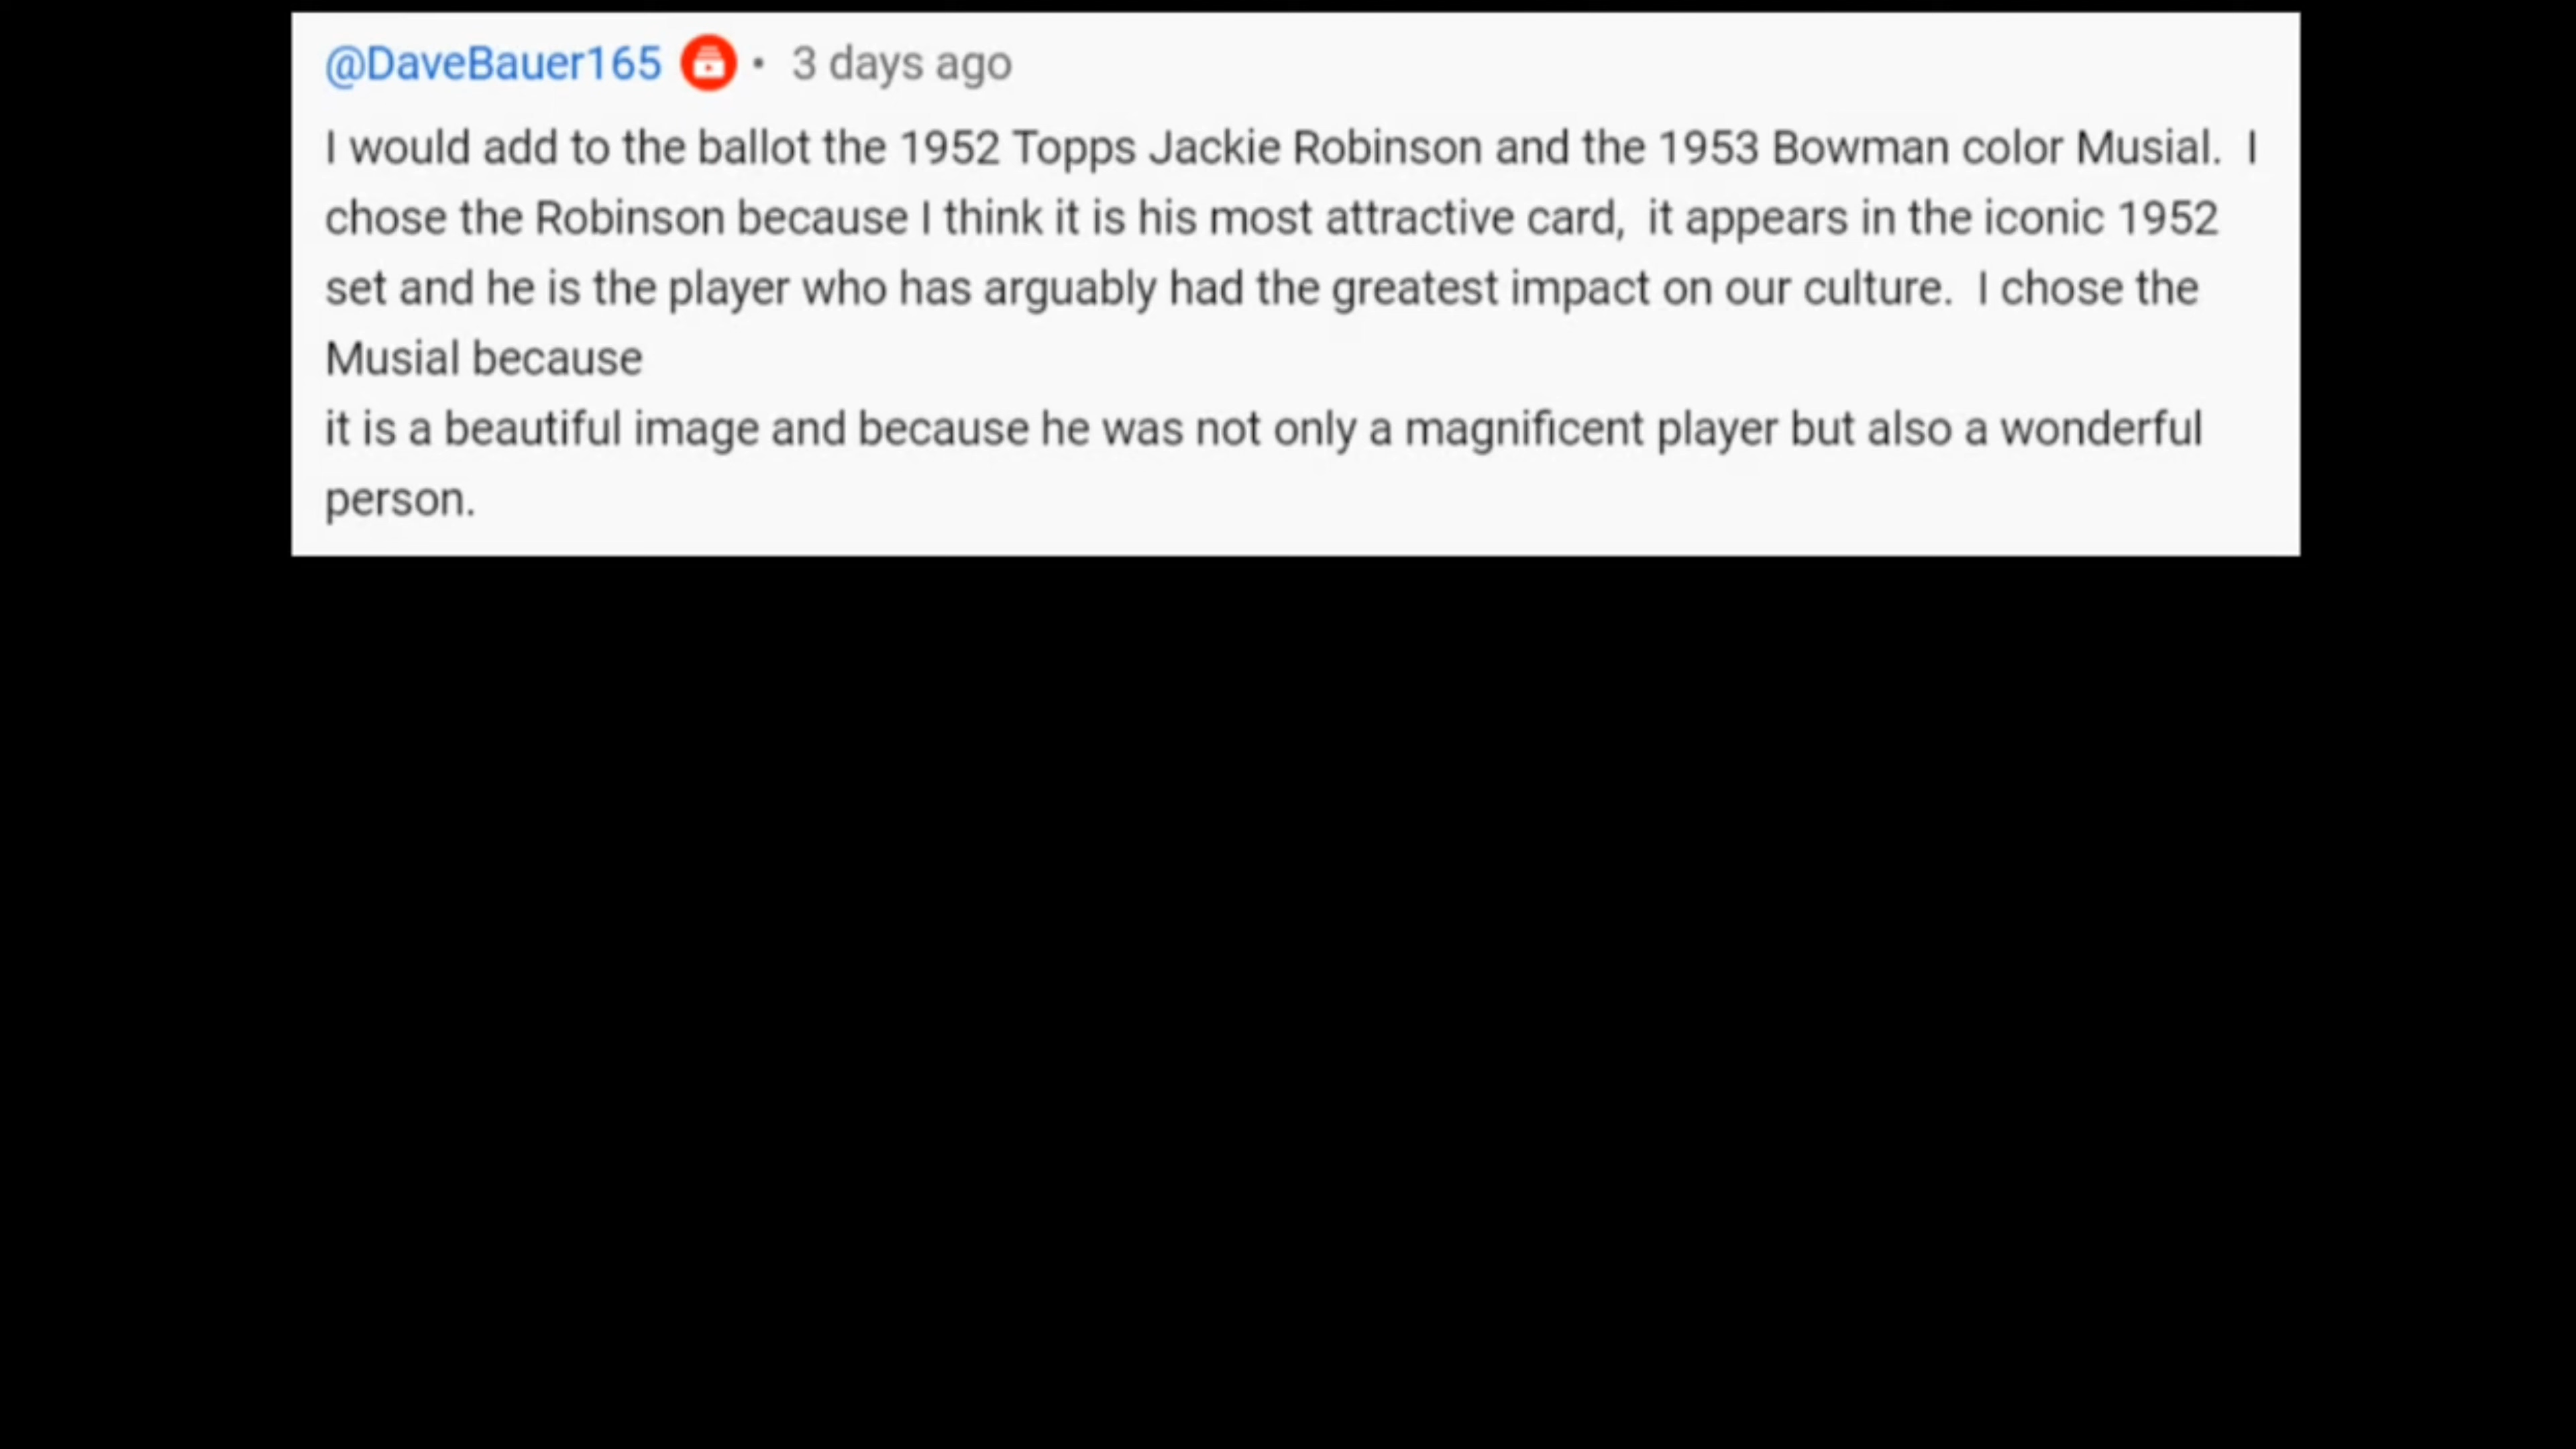 @DaveBauer165 • 3 days ago
I would add to the ballot the 1952 Topps Jackie Robinson and the 1953 Bowman color Musial.  I
chose the Robinson because I think it is his most attractive card,  it appears in the iconic 1952
set and he is the player who has arguably had the greatest impact on our culture.  I chose the
Musial because
it is a beautiful image and because he was not only a magnificent player but also a wonderful
person.